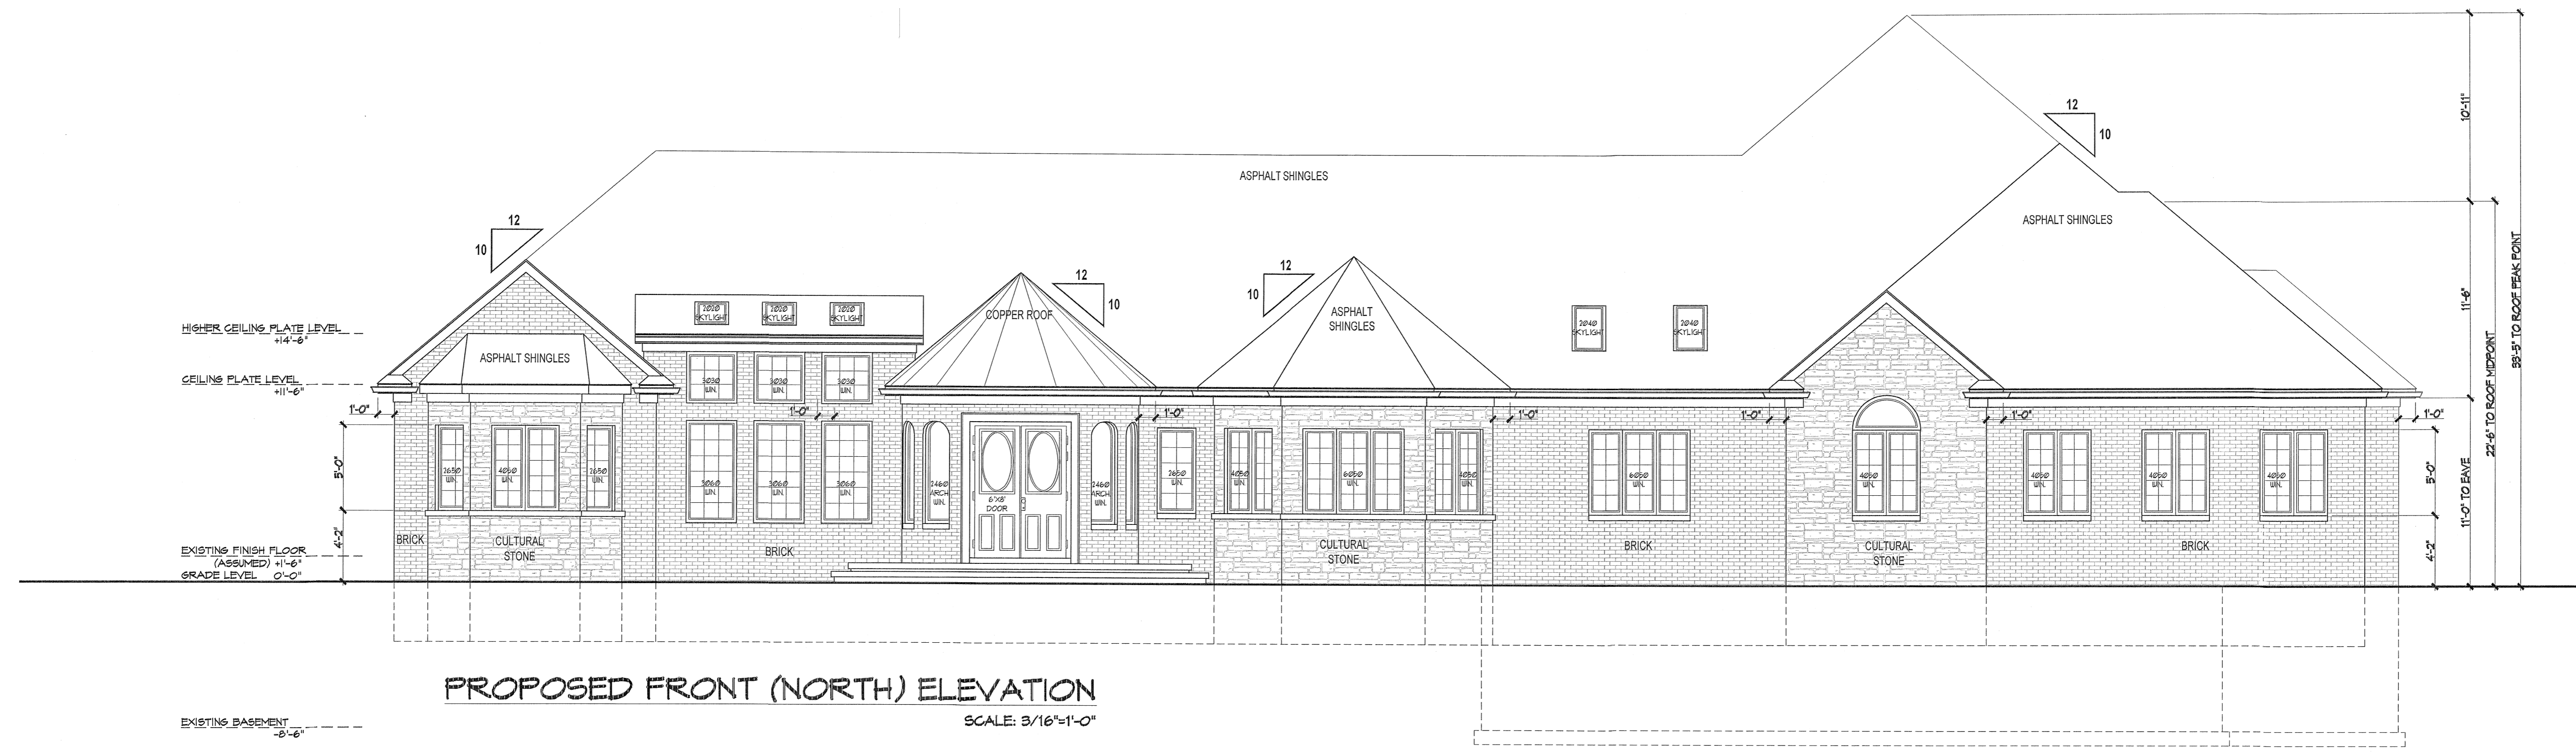 12
10
ASPHALT SHINGLES
12
10
10'-11"
ASPHALT SHINGLES
12
10
12
10
COPPER ROOF
ASPHALT
SHINGLES
2020
SKYLIGHT
2020
SKYLIGHT
2020
SKYLIGHT
2040
SKYLIGHT
2040
SKYLIGHT
11'-6"
33'-5" TO ROOF PEAK POINT
22'-6" TO ROOF MIDPOINT
HIGHER CEILING PLATE LEVEL
+14'-6"
ASPHALT SHINGLES
CEILING PLATE LEVEL
+11'-6"
3030
WIN.
3030
WIN.
3030
WIN.
1'-0"
1'-0"
1'-0"
1'-0"
1'-0"
1'-0"
1'-0"
5'-0"
2650
WIN.
4050
WIN.
2650
WIN.
3060
WIN.
3060
WIN.
3060
WIN.
2460
ARCH
WIN.
6'X8'
DOOR
2460
ARCH
WIN.
2650
WIN.
4050
WIN.
6050
WIN.
4050
WIN.
6050
WIN.
4050
WIN.
4050
WIN.
4050
WIN.
4050
WIN.
5'-0"
11'-0" TO EAVE
4'-2"
BRICK
CULTURAL
STONE
BRICK
CULTURAL
STONE
BRICK
CULTURAL
STONE
BRICK
4'-2"
EXISTING FINISH FLOOR
(ASSUMED) +1'-6"
GRADE LEVEL 0'-0"
PROPOSED FRONT (NORTH) ELEVATION
SCALE: 3/16"=1'-0"
EXISTING BASEMENT
-8'-6"